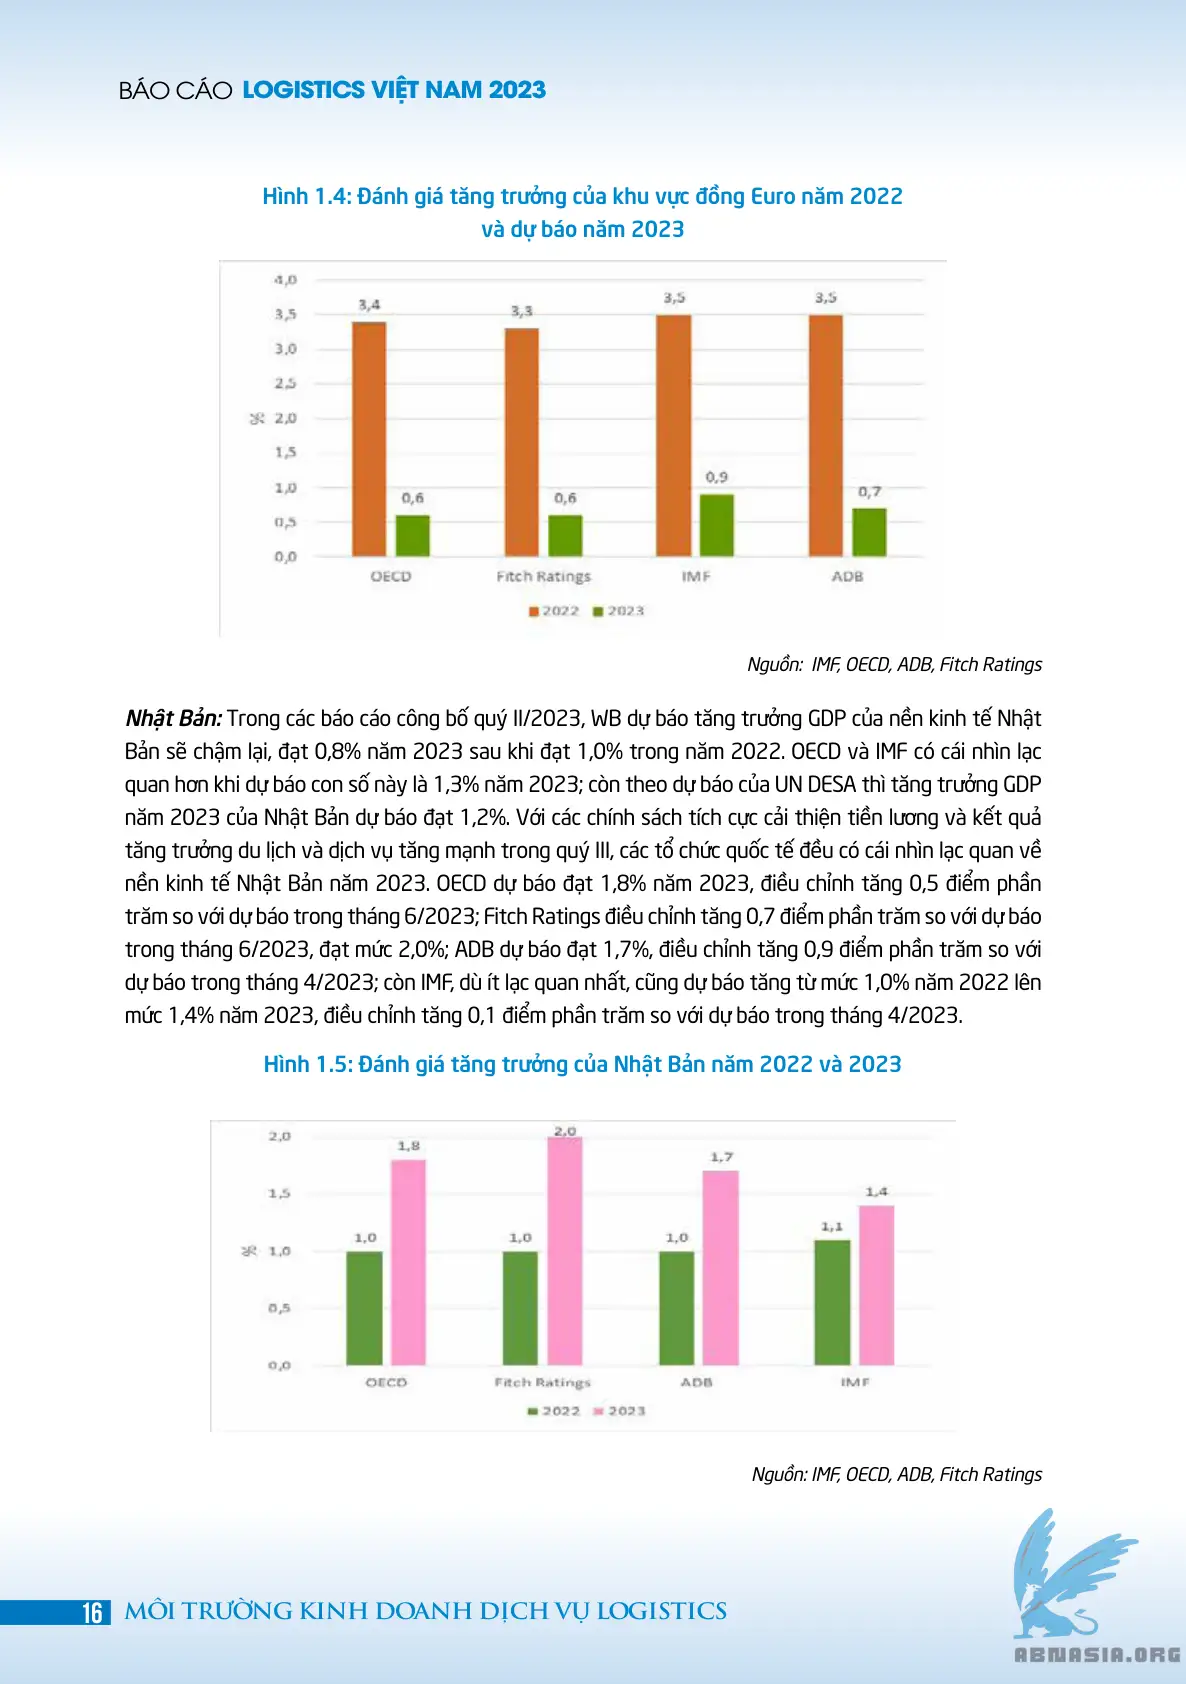 BÁO CÁO LOGISTICS VIỆT NAM 2023
Hình 1.4: Đánh giá tăng trưởng của khu vực đồng Euro năm 2022
và dự báo năm 2023
4,0
3,5
3,0
2,5
2,0
1,5
1,0
0,5
0,0
%
3,4
0,6
3,3
0,6
3,5
0,9
3,5
0,7
OECD
Fitch Ratings
IMF
ADB
2022 2023
Nguồn: IMF, OECD, ADB, Fitch Ratings
Nhật Bản: Trong các báo cáo công bố quý II/2023, WB dự báo tăng trưởng GDP của nền kinh tế Nhật
Bản sẽ chậm lại, đạt 0,8% năm 2023 sau khi đạt 1,0% trong năm 2022. OECD và IMF có cái nhìn lạc
quan hơn khi dự báo con số này là 1,3% năm 2023; còn theo dự báo của UN DESA thì tăng trưởng GDP
năm 2023 của Nhật Bản dự báo đạt 1,2%. Với các chính sách tích cực cải thiện tiền lương và kết quả
tăng trưởng du lịch và dịch vụ tăng mạnh trong quý III, các tổ chức quốc tế đều có cái nhìn lạc quan về
nền kinh tế Nhật Bản năm 2023. OECD dự báo đạt 1,8% năm 2023, điều chỉnh tăng 0,5 điểm phần
trăm so với dự báo trong tháng 6/2023; Fitch Ratings điều chỉnh tăng 0,7 điểm phần trăm so với dự báo
trong tháng 6/2023, đạt mức 2,0%; ADB dự báo đạt 1,7%, điều chỉnh tăng 0,9 điểm phần trăm so với
dự báo trong tháng 4/2023; còn IMF, dù ít lạc quan nhất, cũng dự báo tăng từ mức 1,0% năm 2022 lên
mức 1,4% năm 2023, điều chỉnh tăng 0,1 điểm phần trăm so với dự báo trong tháng 4/2023.
Hình 1.5: Đánh giá tăng trưởng của Nhật Bản năm 2022 và 2023
2,0
1,5
1,0
0,5
0,0
%
1,0
1,8
1,0
2,0
1,0
1,7
1,1
1,4
OECD
Fitch Ratings
ADB
IMF
2022 2023
Nguồn: IMF, OECD, ADB, Fitch Ratings
16 MÔI TRƯỜNG KINH DOANH DỊCH VỤ LOGISTICS
ABMASIA.ORG